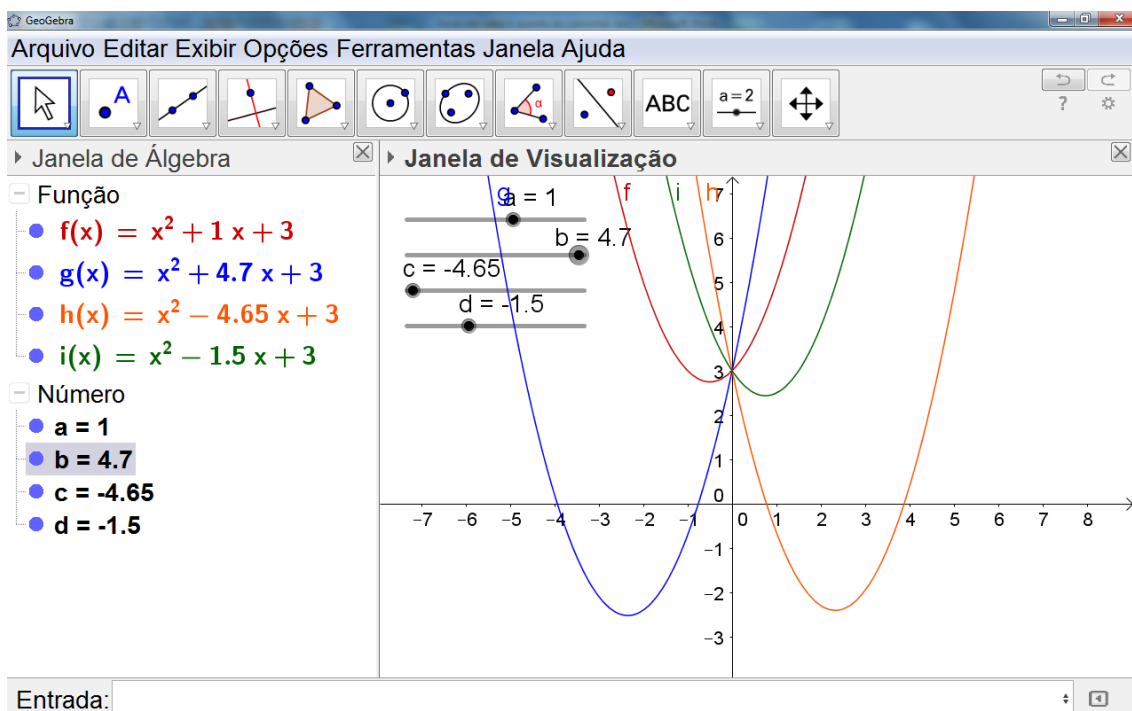 GeoGebra
Arquivo Editar Exibir Opções Ferramentas Janela Ajuda
A
α
ABC
a=2
?
Janela de Álgebra
Janela de Visualização
Função
f(x) = x² + 1 x + 3
g(x) = x² + 4.7 x + 3
h(x) = x² − 4.65 x + 3
i(x) = x² − 1.5 x + 3
Número
a = 1
b = 4.7
c = -4.65
d = -1.5
g
a = 1
f
i
h
b = 4.7
c = -4.65
d = -1.5
7
6
5
4
3
2
1
0
−7 −6 −5 −4 −3 −2 −1 0 1 2 3 4 5 6 7 8
−1
−2
−3
Entrada: